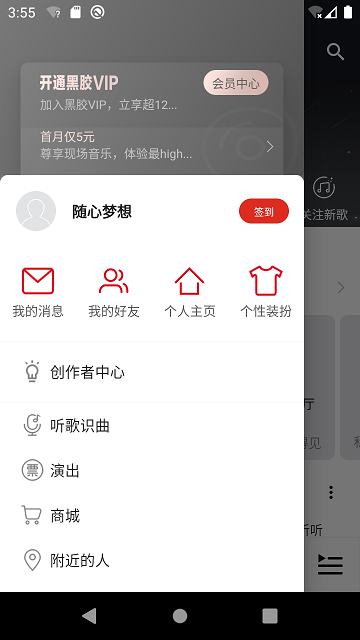 3:55
开通黑胶VIP
会员中心
加入黑胶VIP，立享超12...
首月仅5元
尊享现场音乐，体验最high...
随心梦想
签到
关注新歌
我的消息
我的好友
个人主页
个性装扮
创作者中心
厅
听歌识曲
得见
票
演出
商城
听听
附近的人